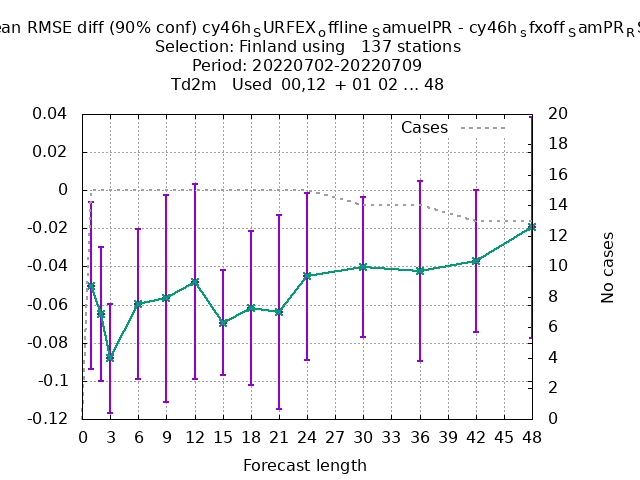 ean RMSE diff (90% conf) cy46h_SURFEX_offline_SamuelPR - cy46h_sfxoff_SamPR_RS
Selection: Finland using 137 stations
Period: 20220702-20220709
Td2m Used 00,12 + 01 02 ... 48
Cases
0.04
0.02
0
-0.02
-0.04
-0.06
-0.08
-0.1
-0.12
20
18
16
14
12
10
8
6
4
2
0
No cases
0 3 6 9 12 15 18 21 24 27 30 33 36 39 42 45 48
Forecast length